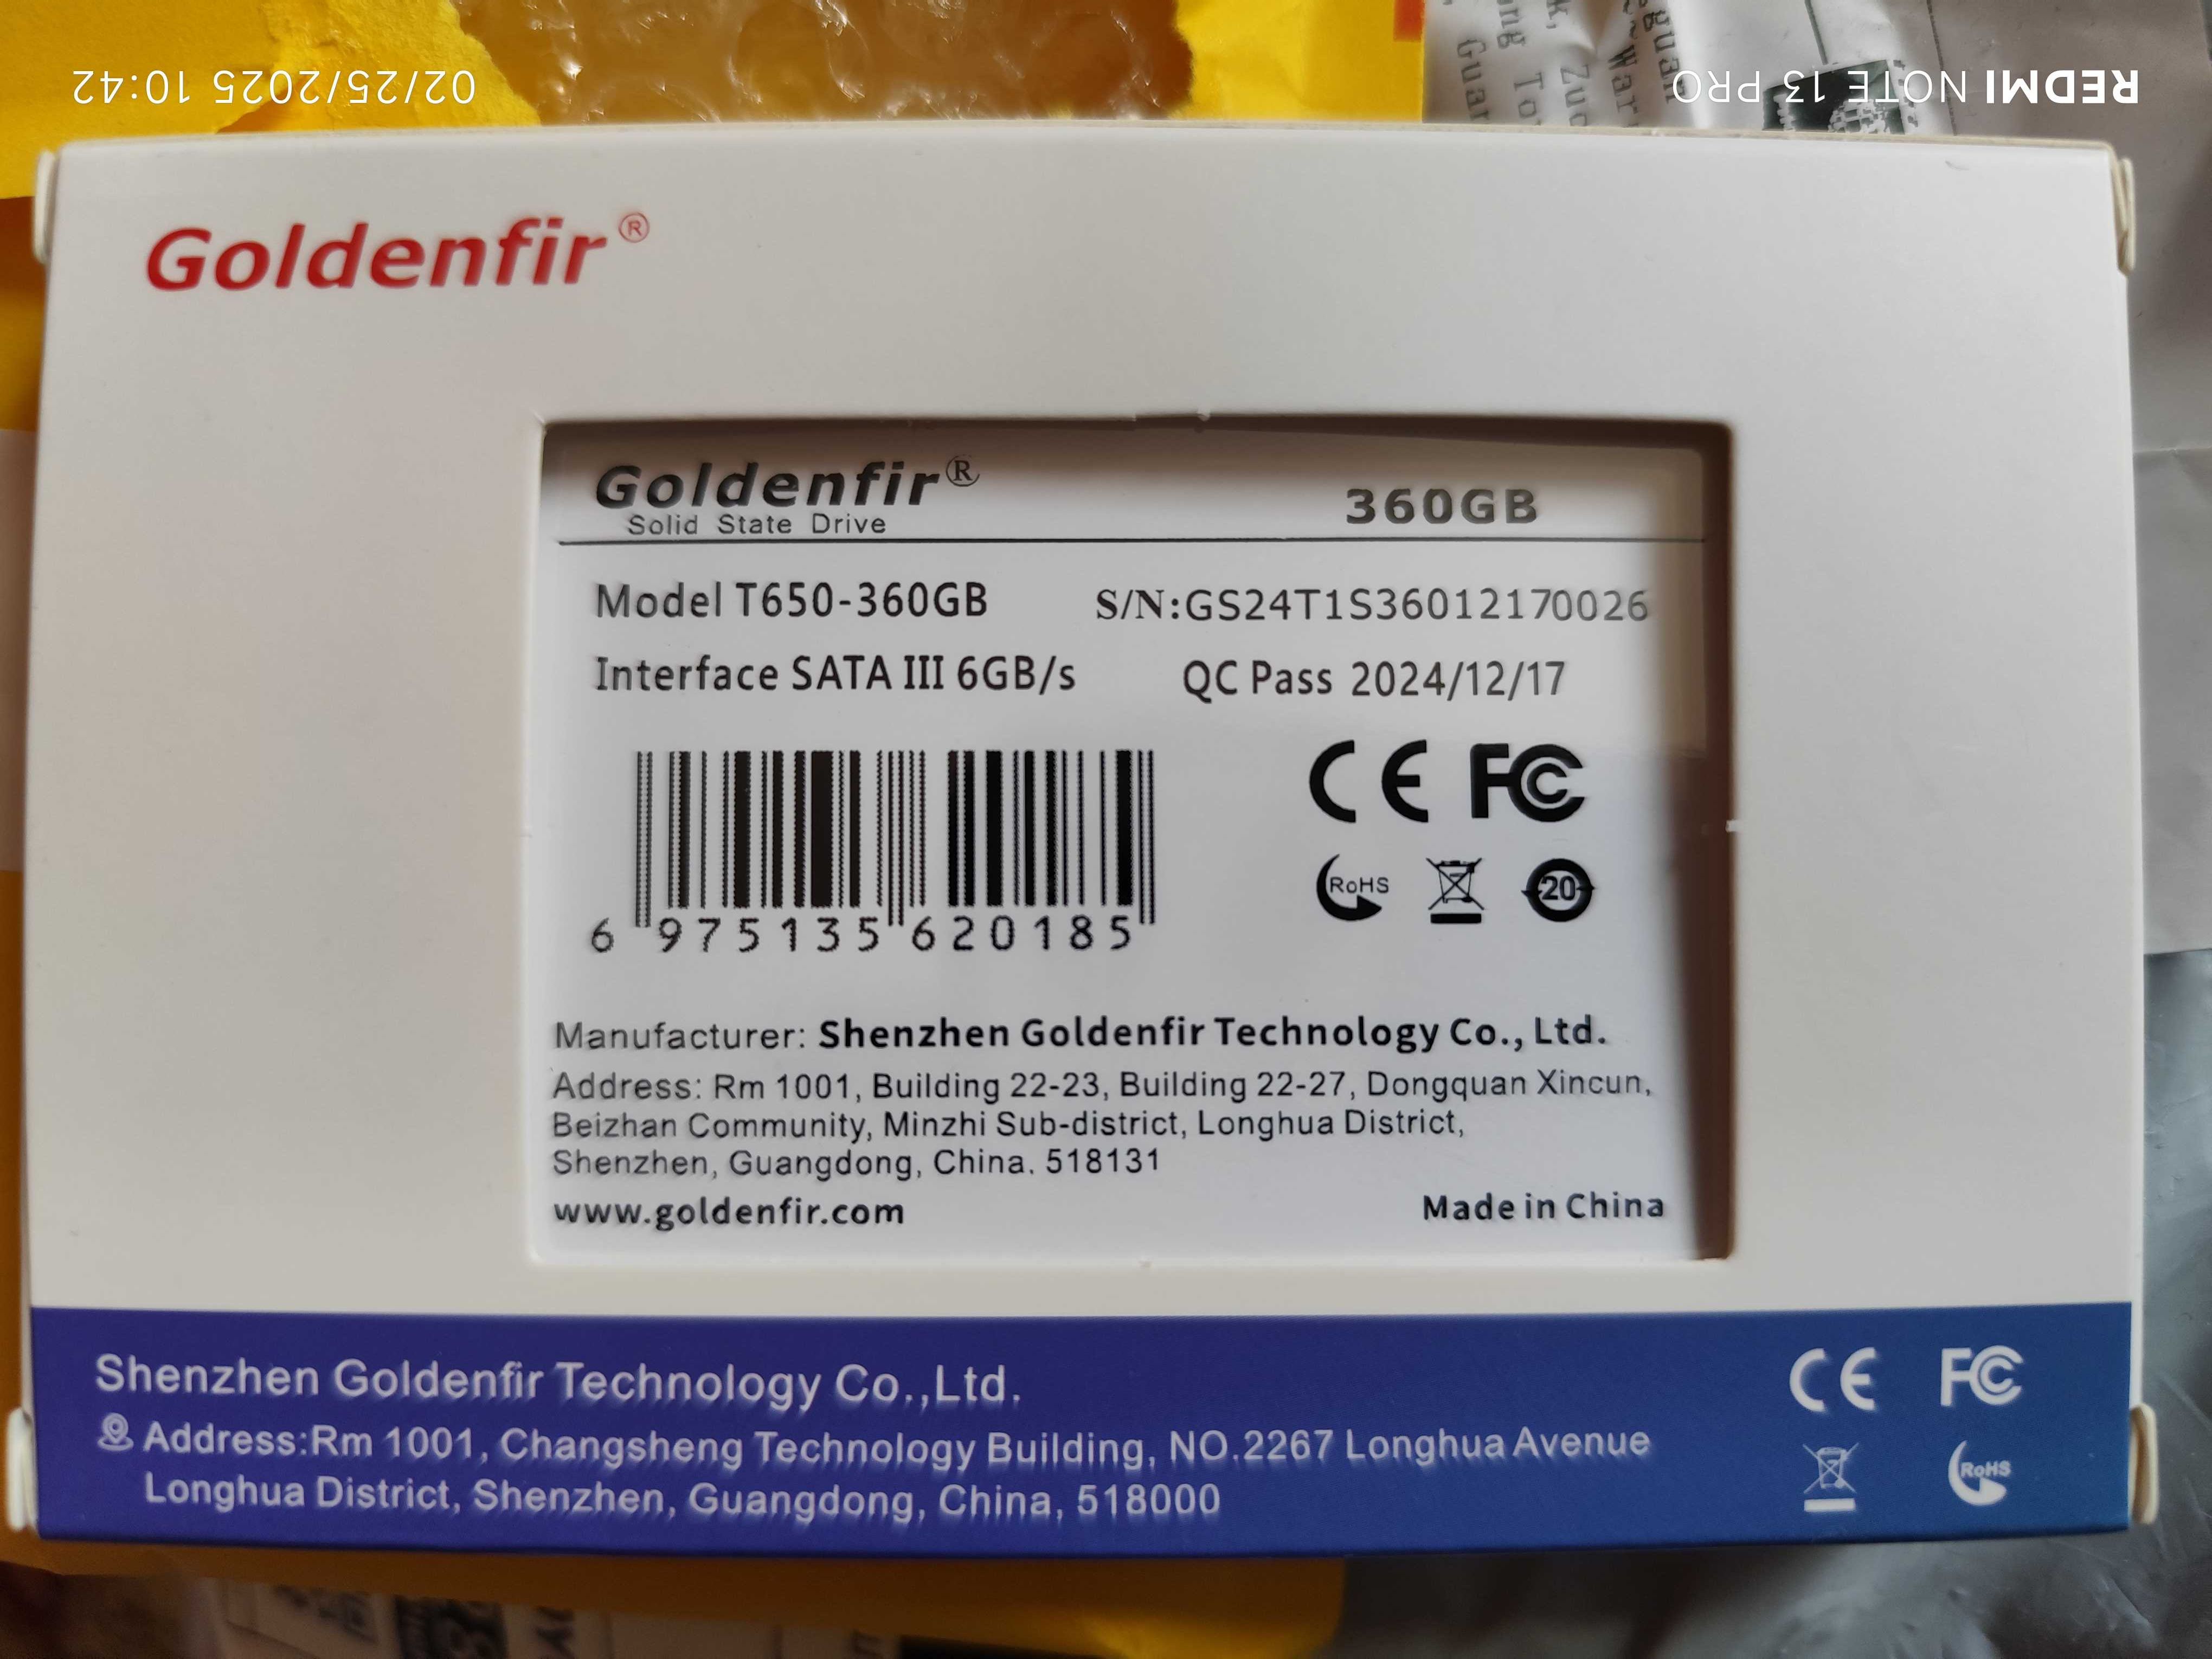 02/25/2025 10:42
REDMI NOTE 13 PRO
Goldenfir®
Goldenfir®
Solid State Drive
360GB
Model T650-360GB
S/N:GS24T1S36012170026
Interface SATA III 6GB/s
QC Pass 2024/12/17
CE FC
RoHS
20
6 975135 620185
Manufacturer: Shenzhen Goldenfir Technology Co., Ltd.
Address: Rm 1001, Building 22-23, Building 22-27, Dongquan Xincun,
Beizhan Community, Minzhi Sub-district, Longhua District,
Shenzhen, Guangdong, China. 518131
www.goldenfir.com
Made in China
Shenzhen Goldenfir Technology Co.,Ltd.
Address:Rm 1001, Changsheng Technology Building, NO.2267 Longhua Avenue
Longhua District, Shenzhen, Guangdong, China, 518000
CE FC
RoHS